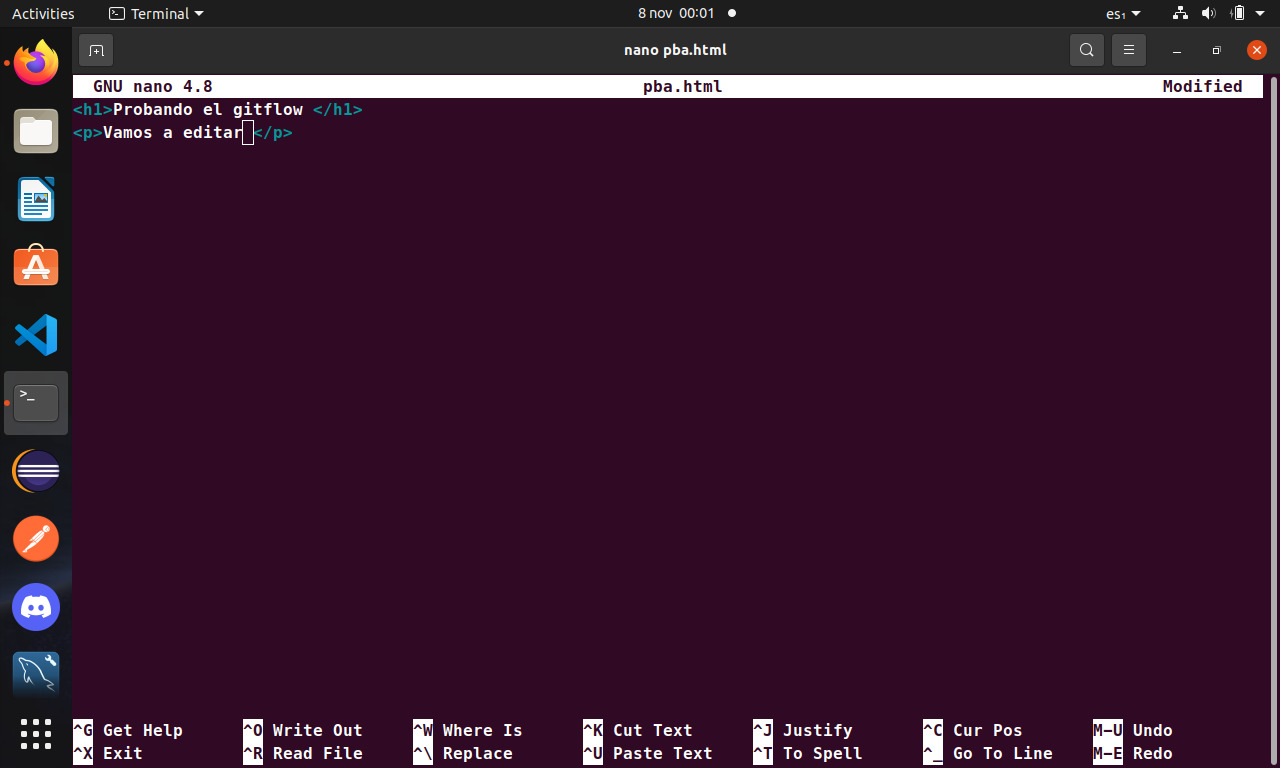 Activities Terminal 8 nov 00:01 es₁
nano pba.html
GNU nano 4.8 pba.html Modified
<h1>Probando el gitflow </h1>
<p>Vamos a editar </p>
^G Get Help ^O Write Out ^W Where Is ^K Cut Text ^J Justify ^C Cur Pos M-U Undo
^X Exit ^R Read File ^\ Replace ^U Paste Text ^T To Spell ^_ Go To Line M-E Redo